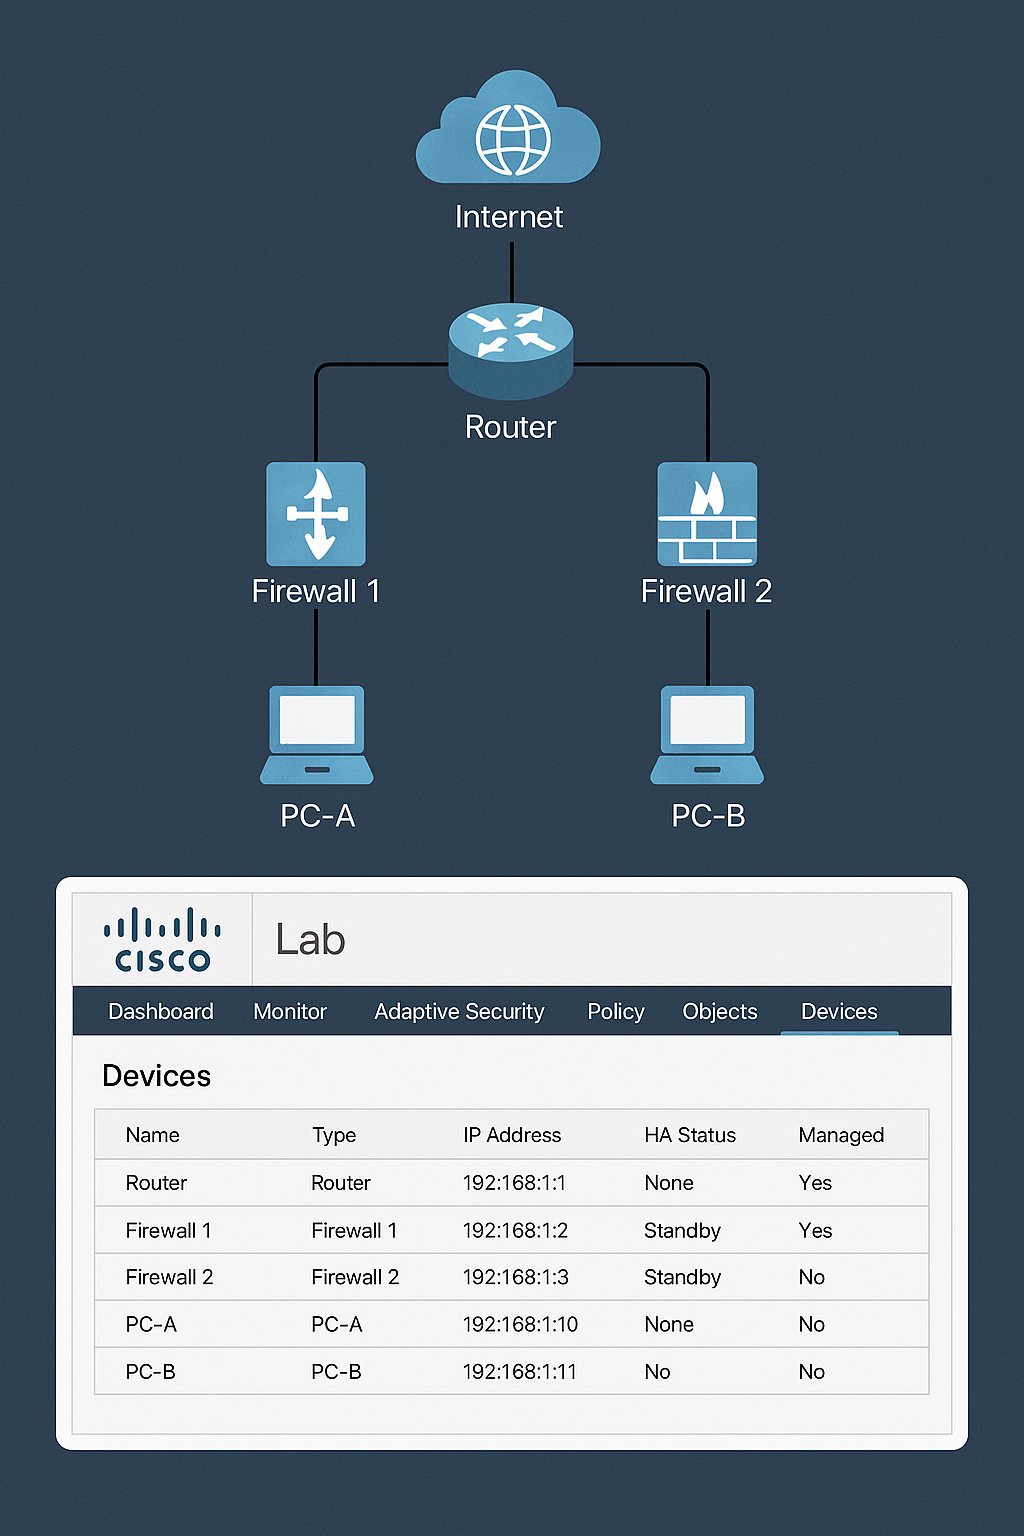 Internet
Router
Firewall 1 Firewall 2
PC-A PC-B
CISCO Lab
Dashboard Monitor Adaptive Security Policy Objects Devices
Devices
Name Type IP Address HA Status Managed
Router Router 192:168:1:1 None Yes
Firewall 1 Firewall 1 192:168:1:2 Standby Yes
Firewall 2 Firewall 2 192:168:1:3 Standby No
PC-A PC-A 192:168:1:10 None No
PC-B PC-B 192:168:1:11 No No